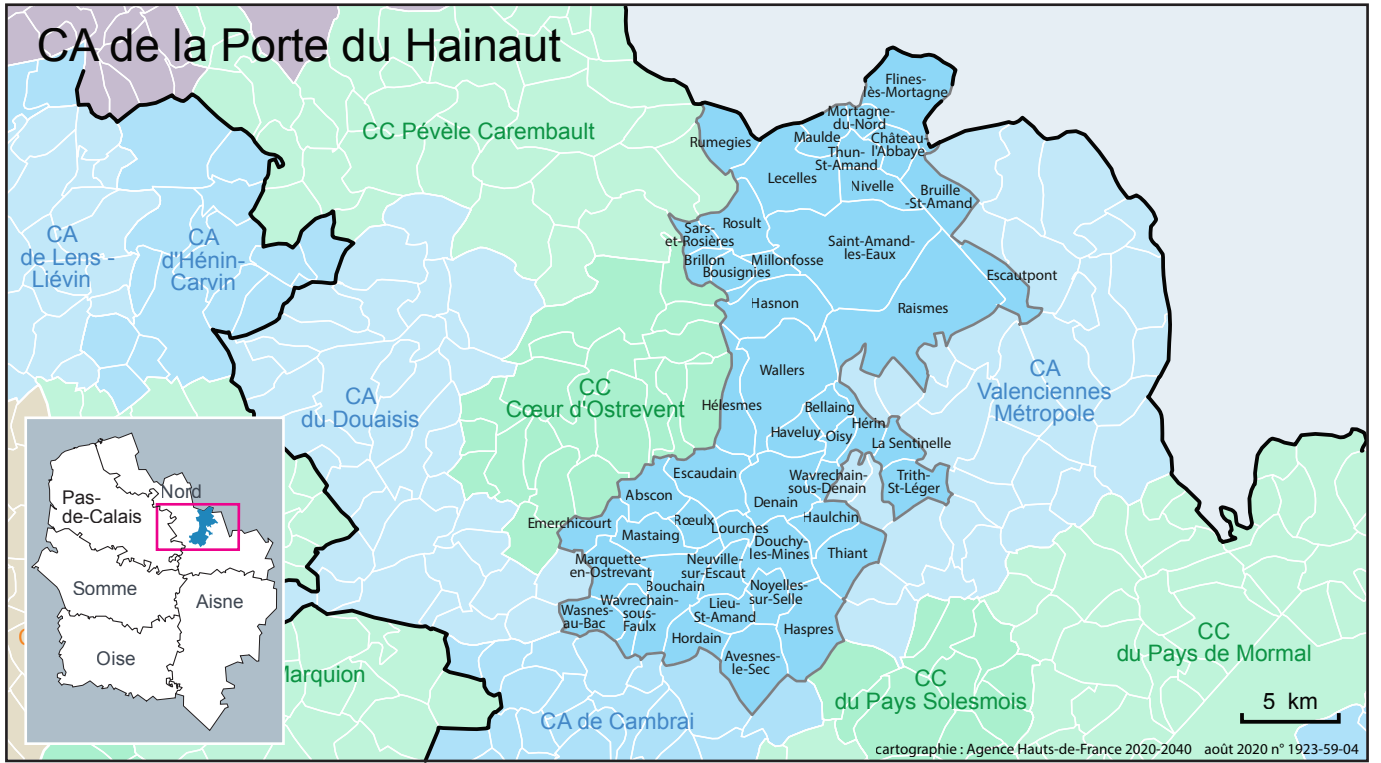 CA de la Porte du Hainaut
CC Pévèle Carembault
CA
de Lens -
Liévin
CA
d'Hénin-
Carvin
CA
du Douaisis
CC
Cœur d'Ostrevent
CA
Valenciennes
Métropole
CC
du Pays de Mormal
CC
du Pays Solesmois
CA de Cambrai
Marquion
Flines-
lès-Mortagne
Mortagne-
du-Nord
Rumegies
Maulde
Château-
l'Abbaye
Thun-
St-Amand
Lecelles
Nivelle
Bruille
-St-Amand
Rosult
Sars-
et-Rosières
Saint-Amand-
les-Eaux
Brillon
Millonfosse
Bousignies
Escautpont
Hasnon
Raismes
Wallers
Hélesmes
Bellaing
Hérin
Haveluy
Oisy
La Sentinelle
Escaudain
Wavrechain-
sous-Denain
Trith-
St-Léger
Abscon
Denain
Emerchicourt
Rœulx
Lourches
Haulchin
Mastaing
Douchy-
les-Mines
Thiant
Marquette-
en-Ostrevant
Neuville-
sur-Escaut
Bouchain
Noyelles-
sur-Selle
Wasnes-
au-Bac
Wavrechain-
sous-
Faulx
Lieu-
St-Amand
Hordain
Haspres
Avesnes-
le-Sec
Nord
Pas-
de-Calais
Somme
Aisne
Oise
5 km
cartographie : Agence Hauts-de-France 2020-2040 août 2020 n° 1923-59-04